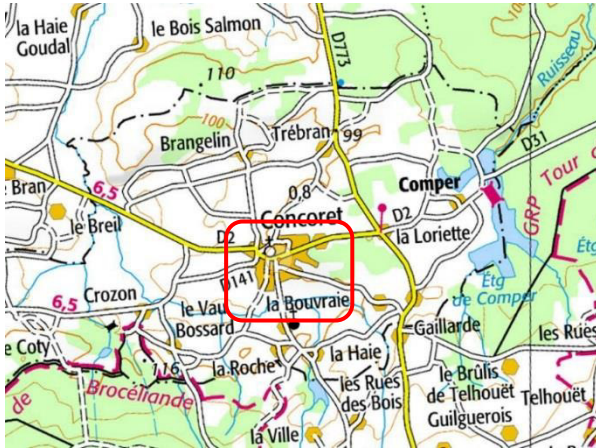 la Haie
Goudal
le Bois Salmon
D773
110
Ruisseau
100
Brangelin
Trébran
99
D31
Bran
6,5
0,8
Comper
Tour
GRP
le Breil
Concoret
D2
D2
la Loriette
Étg
D141
Étg
de Comper
Crozon
6,5
la Bouvraie
le Vau
Bossard
Gaillarde
les Rues
Coty
116
la Roche
la Haie
de
Brocéliande
les Rues
des Bois
le Brûlis
de Telhouët
Guilguerois
Telhouët
la Ville